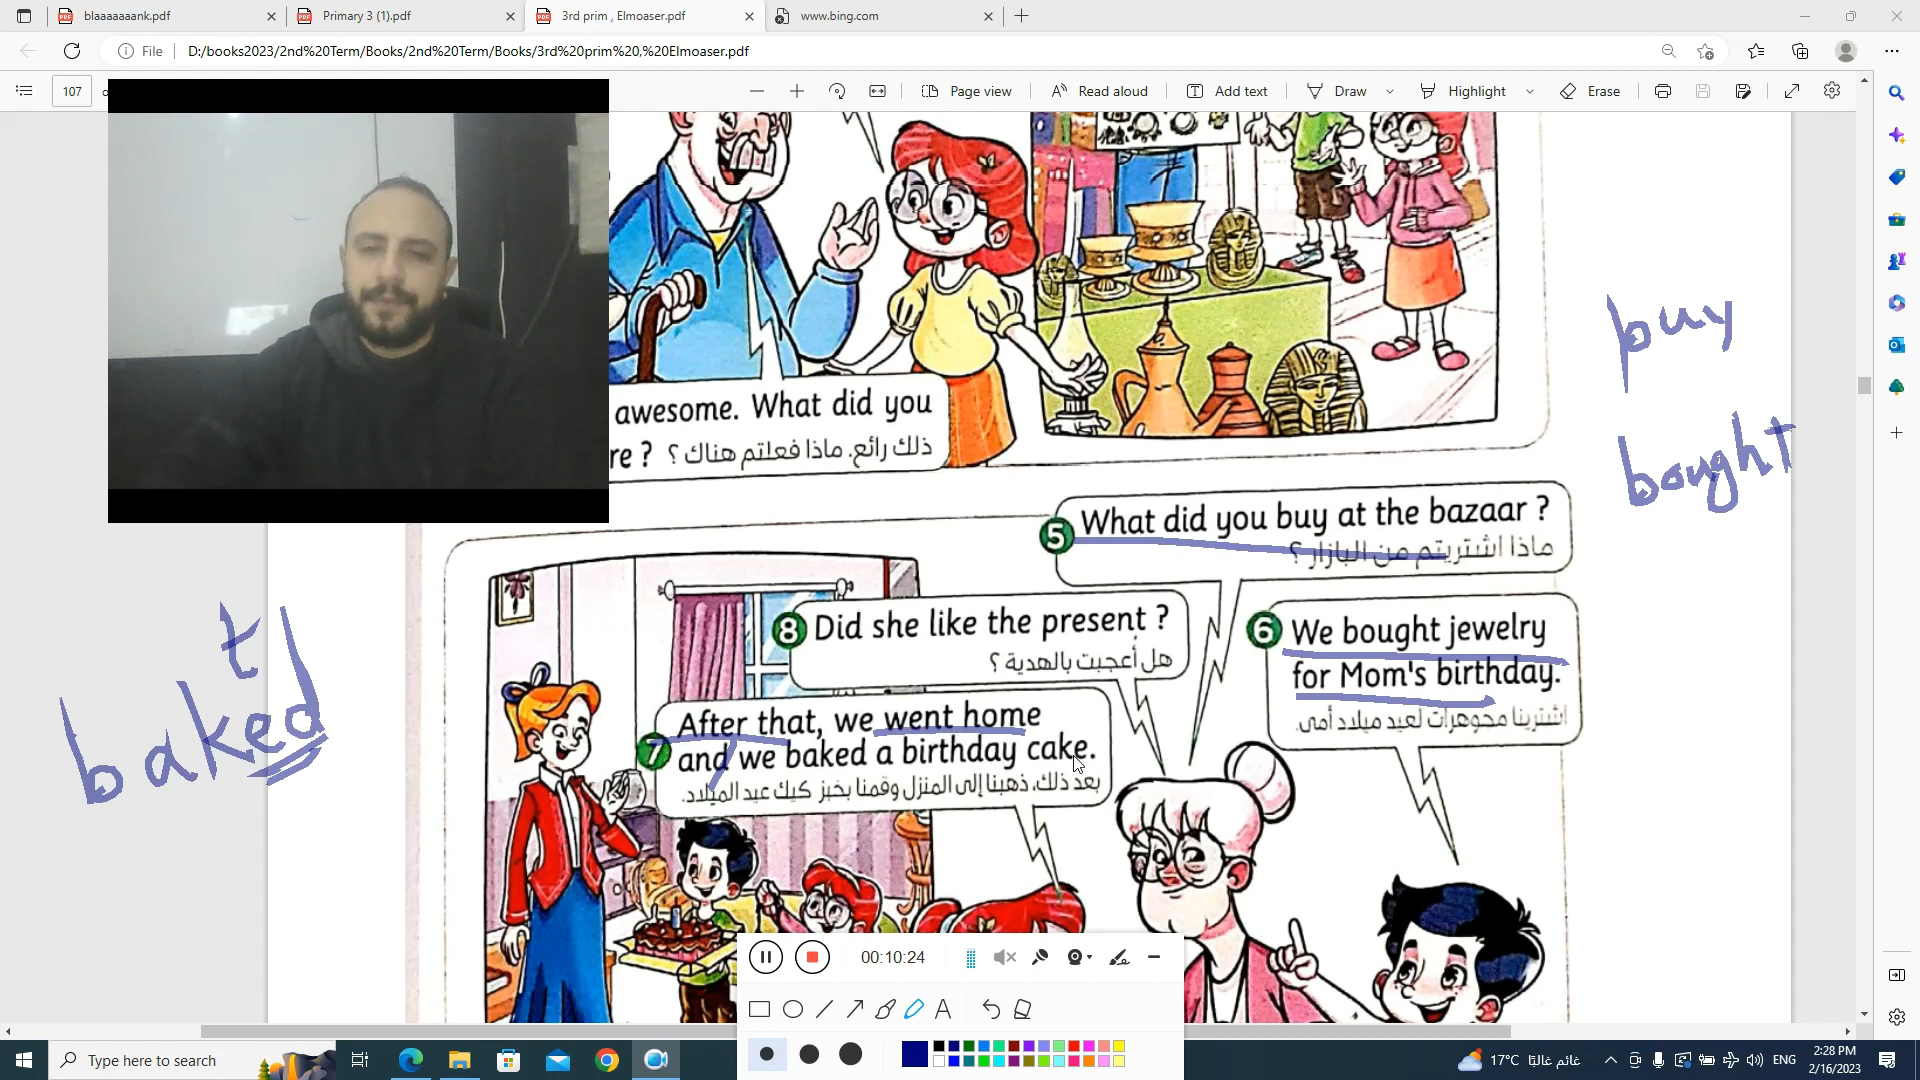 blaaaaaaank.pdf
Primary 3 (1).pdf
3rd prim , Elmoaser.pdf
www.bing.com
File
D:/books2023/2nd%20Term/Books/2nd%20Term/Books/3rd%20prim%20,%20Elmoaser.pdf
107
Page view
Read aloud
Add text
Draw
Highlight
Erase
buy
bought
awesome. What did you
re ?
ذلك رائع. ماذا فعلتم هناك ؟
5 What did you buy at the bazaar ?
ماذا اشتريتم من البازار ؟
8 Did she like the present ?
هل أعجبت بالهدية ؟
6 We bought jewelry
for Mom's birthday.
اشترينا مجوهرات لعيد ميلاد أمى.
7 After that, we went home
and we baked a birthday cake.
بعد ذلك، ذهبنا إلى المنزل وقمنا بخبز كيك عيد الميلاد.
t
baked
00:10:24
Type here to search
17°C غائم غالبًا
ENG
2:28 PM
2/16/2023